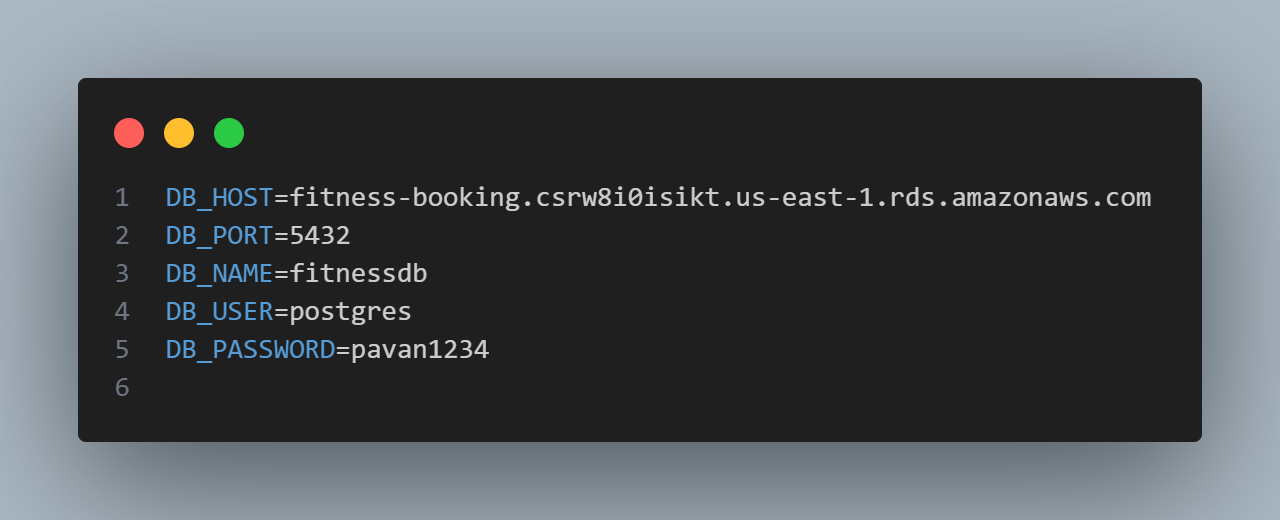 1 DB_HOST=fitness-booking.csrw8i0isikt.us-east-1.rds.amazonaws.com
2 DB_PORT=5432
3 DB_NAME=fitnessdb
4 DB_USER=postgres
5 DB_PASSWORD=pavan1234
6